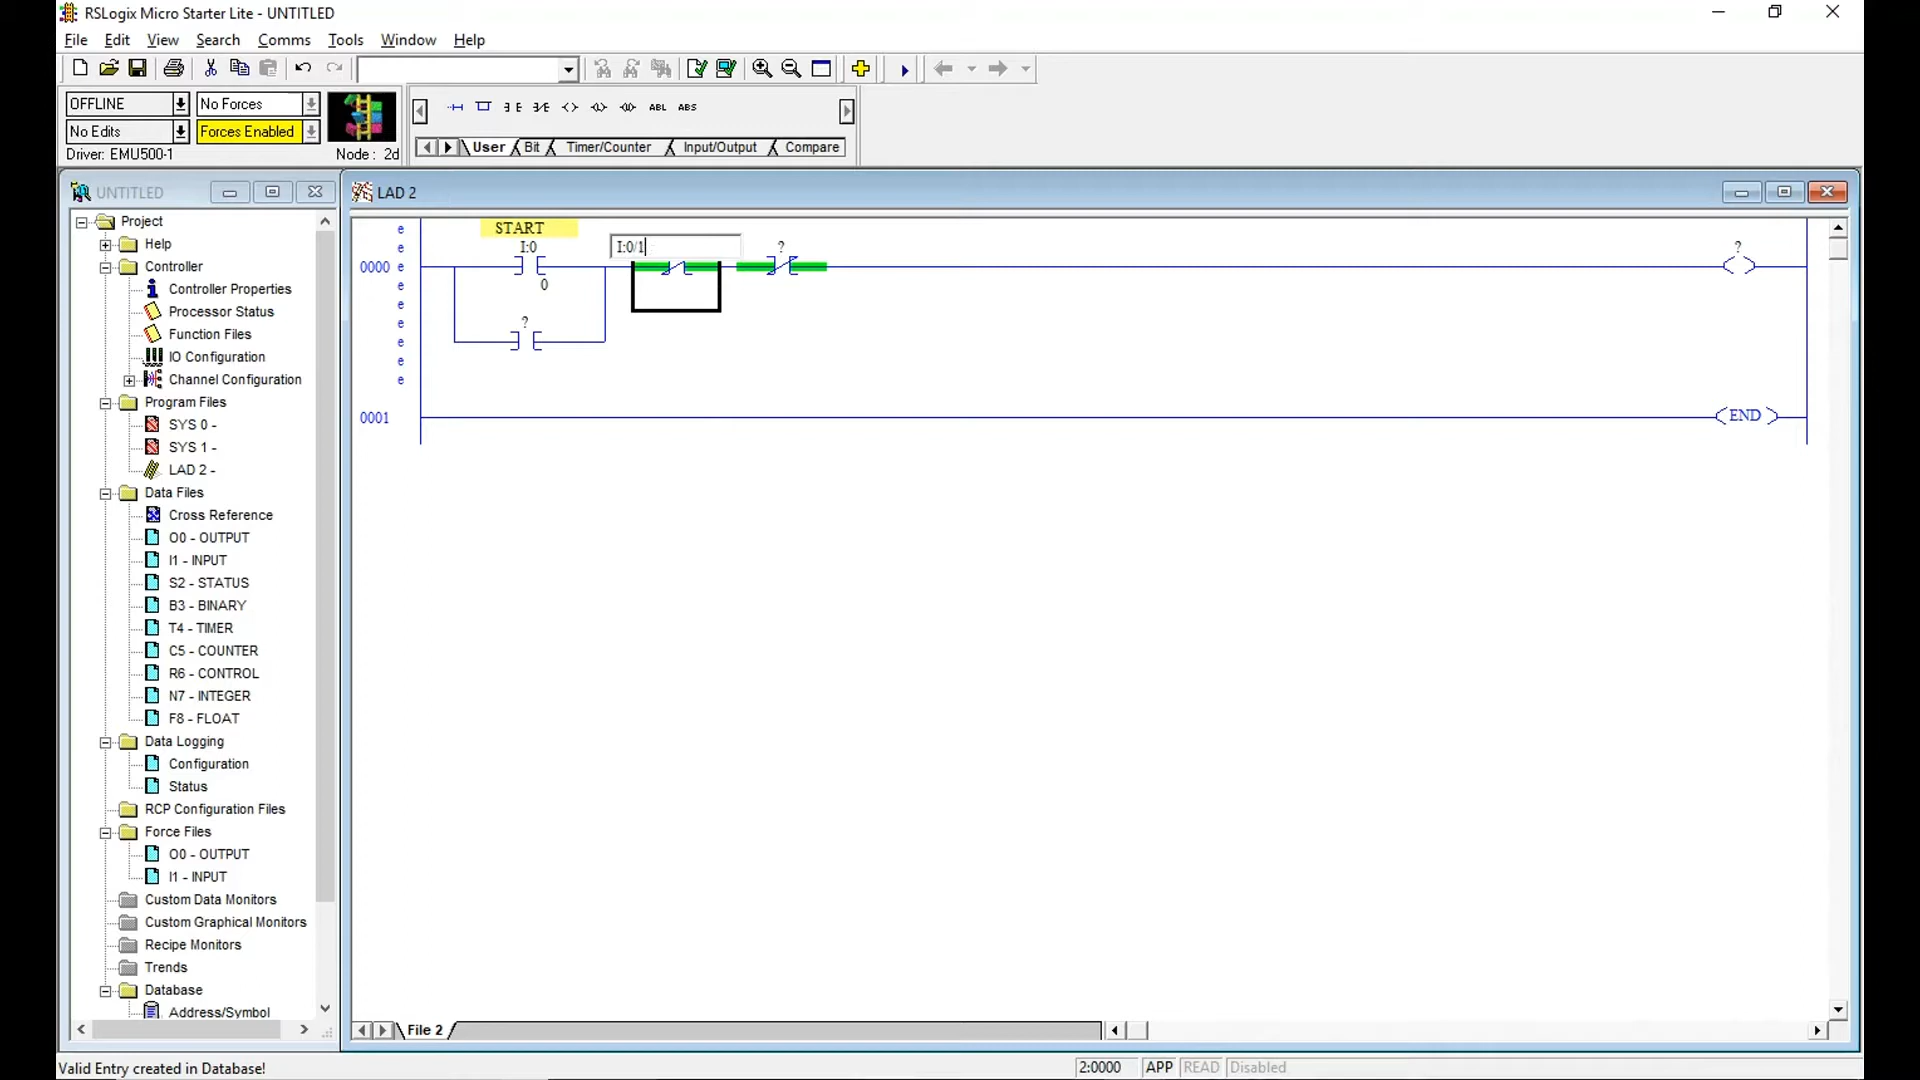 RSLogix Micro Starter Lite - UNTITLED
File Edit View Search Comms Tools Window Help
OFFLINE No Forces
No Edits Forces Enabled
Driver: EMU500-1 Node : 2d
ABL ABS
User Bit Timer/Counter Input/Output Compare
UNTITLED
Project
Help
Controller
Controller Properties
Processor Status
Function Files
IO Configuration
Channel Configuration
Program Files
SYS 0 -
SYS 1 -
LAD 2 -
Data Files
Cross Reference
O0 - OUTPUT
I1 - INPUT
S2 - STATUS
B3 - BINARY
T4 - TIMER
C5 - COUNTER
R6 - CONTROL
N7 - INTEGER
F8 - FLOAT
Data Logging
Configuration
Status
RCP Configuration Files
Force Files
O0 - OUTPUT
I1 - INPUT
Custom Data Monitors
Custom Graphical Monitors
Recipe Monitors
Trends
Database
Address/Symbol
LAD 2
e START
e I:0 I:0/1 ? ?
0000 e
e 0
e
e ?
e
e
e
0001 END
File 2
Valid Entry created in Database! 2:0000 APP READ Disabled